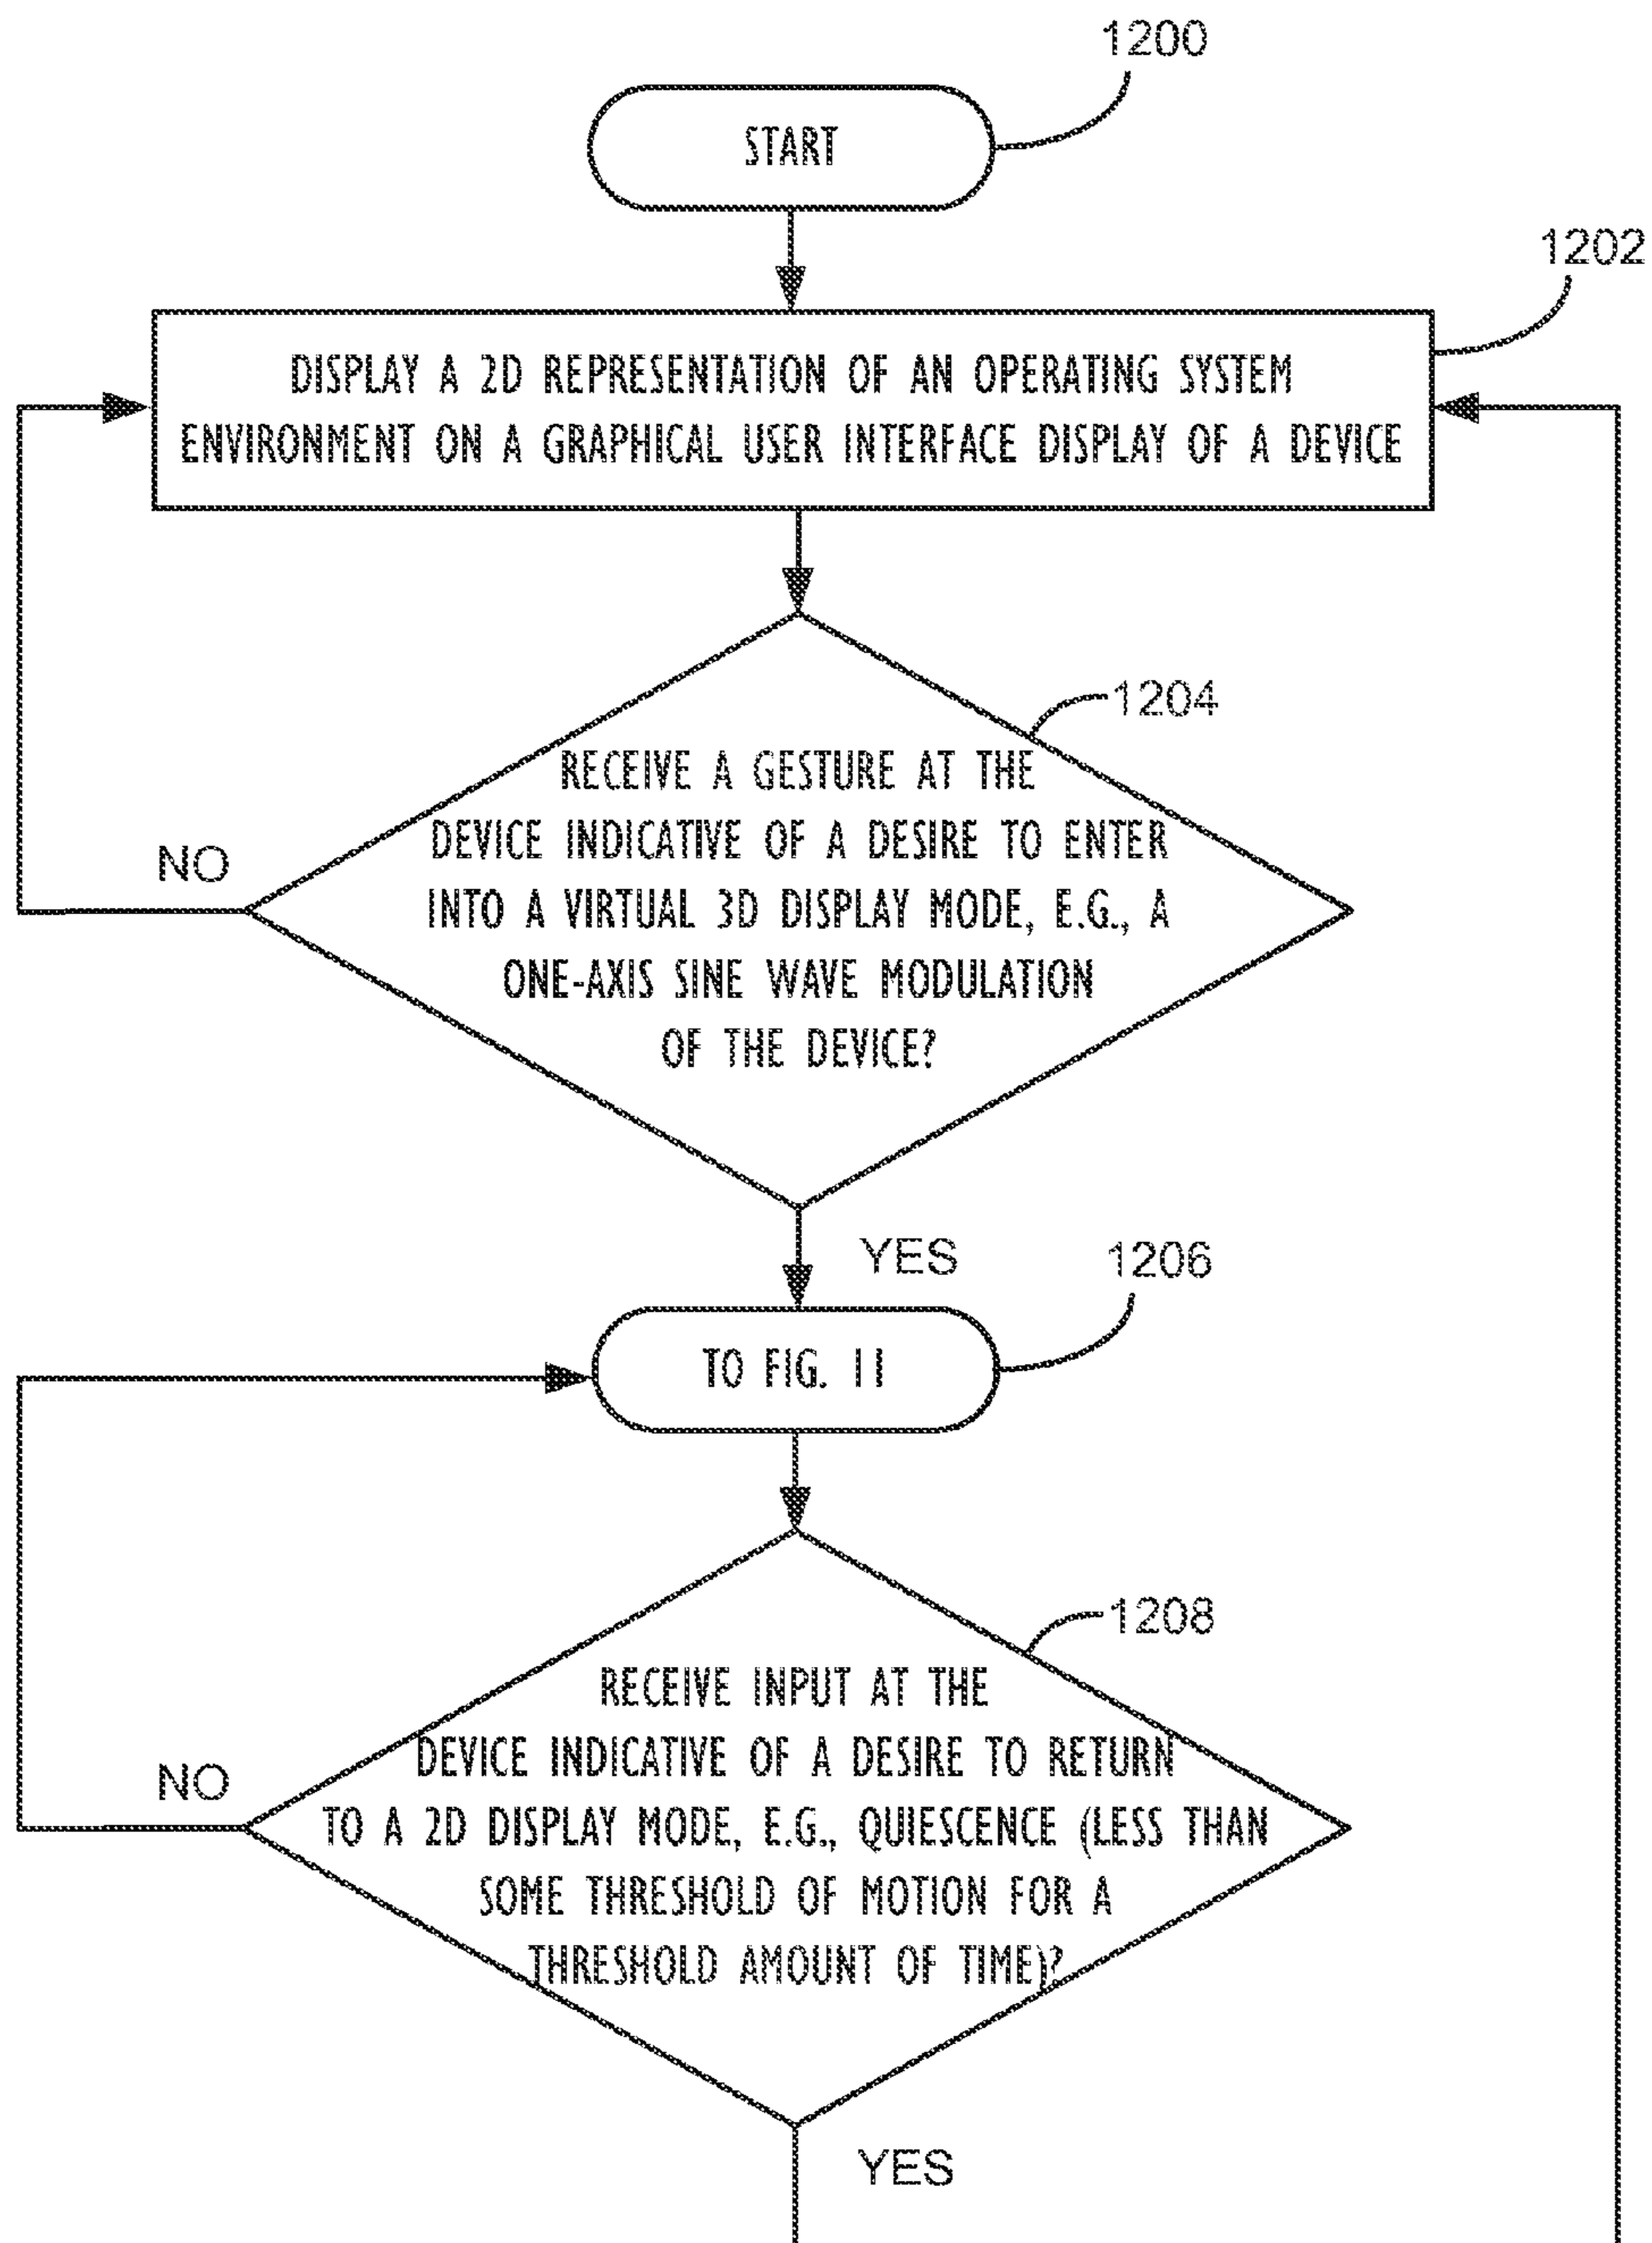 1200
START
1202
DISPLAY A 2D REPRESENTATION OF AN OPERATING SYSTEM
ENVIRONMENT ON A GRAPHICAL USER INTERFACE DISPLAY OF A DEVICE
1204
RECEIVE A GESTURE AT THE
DEVICE INDICATIVE OF A DESIRE TO ENTER
INTO A VIRTUAL 3D DISPLAY MODE, E.G., A
ONE-AXIS SINE WAVE MODULATION
OF THE DEVICE?
NO
YES
1206
TO FIG. 11
1208
RECEIVE INPUT AT THE
DEVICE INDICATIVE OF A DESIRE TO RETURN
TO A 2D DISPLAY MODE, E.G., QUIESCENCE (LESS THAN
SOME THRESHOLD OF MOTION FOR A
THRESHOLD AMOUNT OF TIME)?
NO
YES